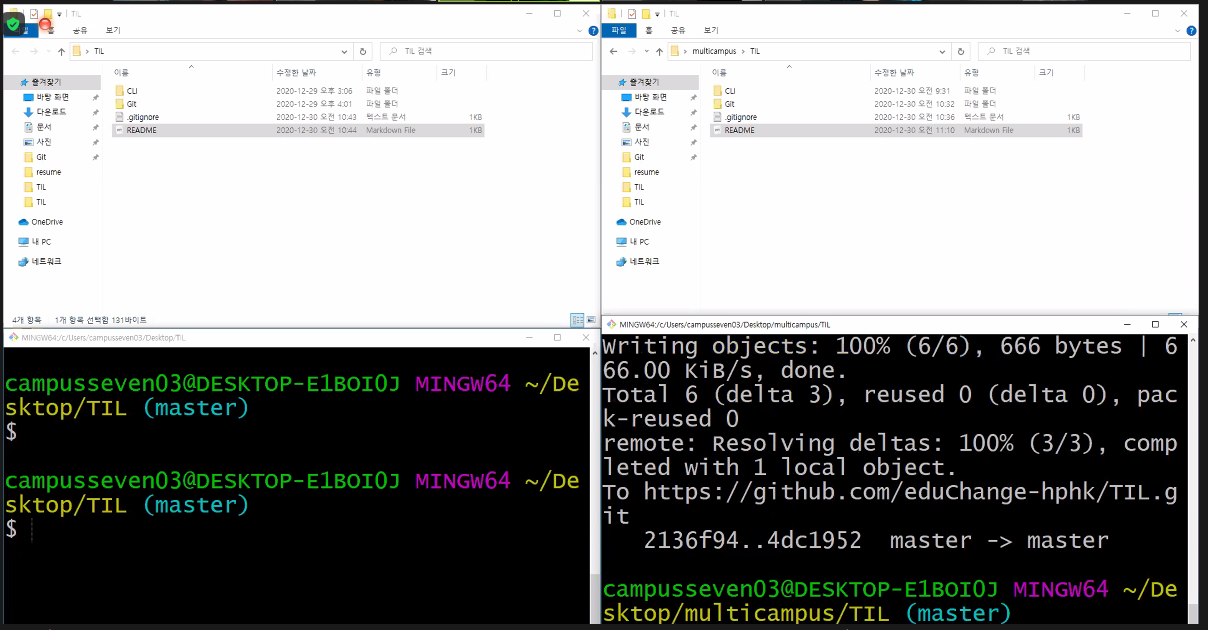 TIL
파일 홈 공유 보기
TIL
TIL 검색
이름 수정한 날짜 유형 크기
즐겨찾기
바탕 화면
다운로드
문서
사진
Git
resume
TIL
TIL
OneDrive
내 PC
네트워크
CLI 2020-12-29 오후 3:06 파일 폴더
Git 2020-12-29 오후 4:01 파일 폴더
.gitignore 2020-12-30 오전 10:43 텍스트 문서 1KB
README 2020-12-30 오전 10:44 Markdown File 1KB
4개 항목 1개 항목 선택함 131바이트
TIL
파일 홈 공유 보기
multicampus › TIL
TIL 검색
이름 수정한 날짜 유형 크기
즐겨찾기
바탕 화면
다운로드
문서
사진
Git
resume
TIL
TIL
OneDrive
내 PC
네트워크
CLI 2020-12-30 오전 9:31 파일 폴더
Git 2020-12-30 오전 10:32 파일 폴더
.gitignore 2020-12-30 오전 10:36 텍스트 문서 1KB
README 2020-12-30 오전 11:10 Markdown File 1KB
MINGW64:/c/Users/campusseven03/Desktop/TIL
campusseven03@DESKTOP-E1BOI0J MINGW64 ~/De
sktop/TIL (master)
$
campusseven03@DESKTOP-E1BOI0J MINGW64 ~/De
sktop/TIL (master)
$
MINGW64:/c/Users/campusseven03/Desktop/multicampus/TIL
Writing objects: 100% (6/6), 666 bytes | 6
66.00 KiB/s, done.
Total 6 (delta 3), reused 0 (delta 0), pac
k-reused 0
remote: Resolving deltas: 100% (3/3), comp
leted with 1 local object.
To https://github.com/eduChange-hphk/TIL.g
it
2136f94..4dc1952 master -> master
campusseven03@DESKTOP-E1BOI0J MINGW64 ~/De
sktop/multicampus/TIL (master)